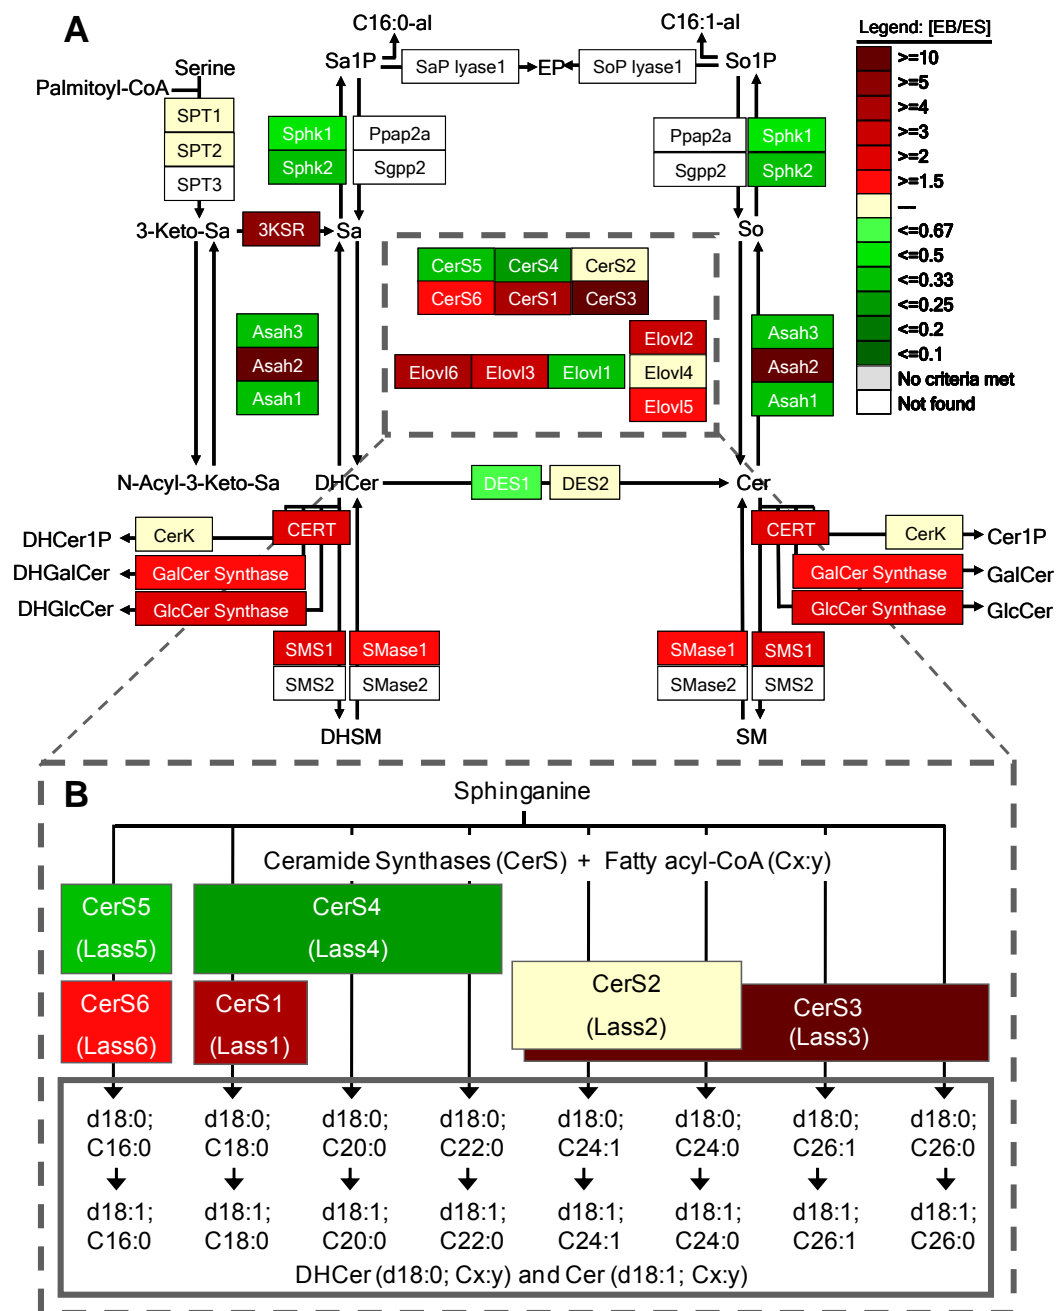 A
C16:0-al
C16:1-al
Legend: [EB/ES]
Serine
Palmitoyl-CoA
Sa1P
SaP lyase1
EP
SoP lyase1
So1P
>=10
>=5
>=4
>=3
>=2
>=1.5
—
<=0.67
<=0.5
<=0.33
<=0.25
<=0.2
<=0.1
No criteria met
Not found
SPT1
SPT2
SPT3
Sphk1
Sphk2
Ppap2a
Sgpp2
Ppap2a
Sgpp2
Sphk1
Sphk2
3-Keto-Sa
3KSR
Sa
So
CerS5
CerS4
CerS2
CerS6
CerS1
CerS3
Elovl2
Elovl6
Elovl3
Elovl1
Elovl4
Elovl5
Asah3
Asah2
Asah1
Asah3
Asah2
Asah1
N-Acyl-3-Keto-Sa
DHCer
DES1
DES2
Cer
DHCer1P
CerK
CERT
CERT
CerK
Cer1P
DHGalCer
GalCer Synthase
GalCer Synthase
GalCer
DHGlcCer
GlcCer Synthase
GlcCer Synthase
GlcCer
SMS1
SMase1
SMase1
SMS1
SMS2
SMase2
SMase2
SMS2
DHSM
SM
B
Sphinganine
Ceramide Synthases (CerS) + Fatty acyl-CoA (Cx:y)
CerS5
(Lass5)
CerS4
(Lass4)
CerS6
(Lass6)
CerS1
(Lass1)
CerS2
(Lass2)
CerS3
(Lass3)
d18:0; d18:0; d18:0; d18:0; d18:0; d18:0; d18:0; d18:0;
C16:0 C18:0 C20:0 C22:0 C24:1 C24:0 C26:1 C26:0
d18:1; d18:1; d18:1; d18:1; d18:1; d18:1; d18:1; d18:1;
C16:0 C18:0 C20:0 C22:0 C24:1 C24:0 C26:1 C26:0
DHCer (d18:0; Cx:y) and Cer (d18:1; Cx:y)